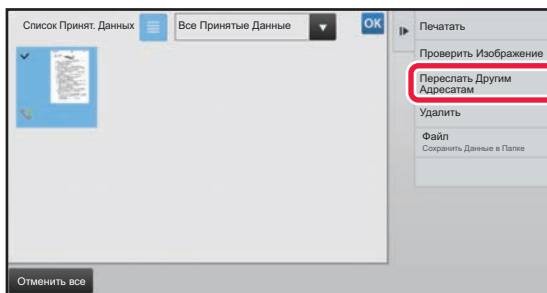 Список Принят. Данных
Все Принятые Данные
OK
Печатать
Проверить Изображение
Переслать Другим
Адресатам
Удалить
Файл
Сохранить Данные в Папке
Отменить все